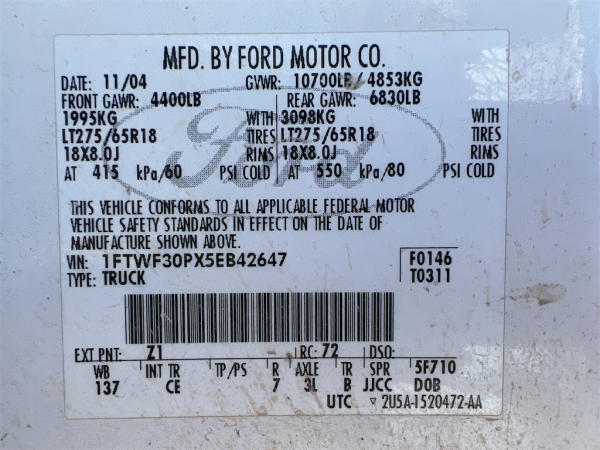 MFD. BY FORD MOTOR CO.
DATE: 11/04 GVWR: 10700LB / 4853KG
FRONT GAWR: 4400LB REAR GAWR: 6830LB
1995KG WITH 3098KG WITH
LT275/65R18 TIRES LT275/65R18 TIRES
18X8.0J RIMS 18X8.0J RIMS
AT 415 kPa/60 PSI COLD AT 550 kPa/80 PSI COLD
Ford
THIS VEHICLE CONFORMS TO ALL APPLICABLE FEDERAL MOTOR
VEHICLE SAFETY STANDARDS IN EFFECT ON THE DATE OF
MANUFACTURE SHOWN ABOVE.
VIN: 1FTWF30PX5EB42647 F0146
TYPE: TRUCK T0311
EXT PNT: Z1 RC: 72 DSO:
WB INT TR TP/PS R AXLE TR SPR 5F710
137 CE 7 3L B JJCC DOB
UTC ▽ 2U5A-1520472-AA